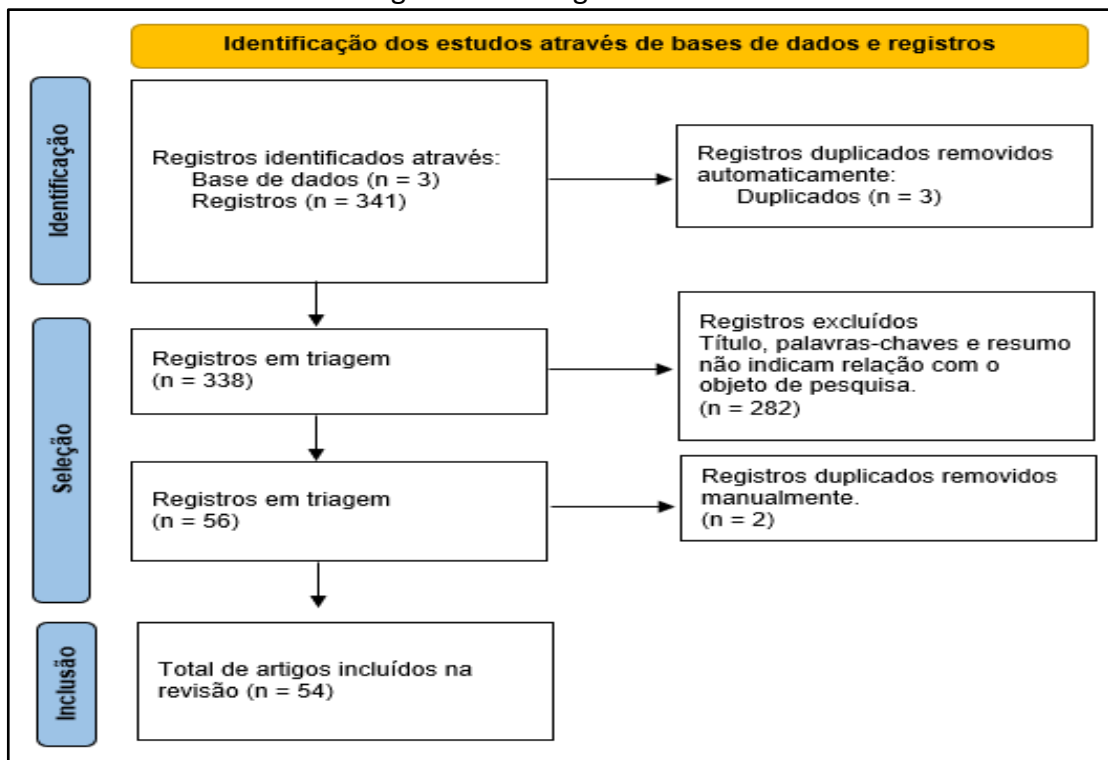 Identificação dos estudos através de bases de dados e registros
Identificação
Registros identificados através:
Base de dados (n = 3)
Registros (n = 341)
Registros duplicados removidos
automaticamente:
Duplicados (n = 3)
Seleção
Registros em triagem
(n = 338)
Registros excluídos
Título, palavras-chaves e resumo
não indicam relação com o
objeto de pesquisa.
(n = 282)
Registros em triagem
(n = 56)
Registros duplicados removidos
manualmente.
(n = 2)
Inclusão
Total de artigos incluídos na
revisão (n = 54)